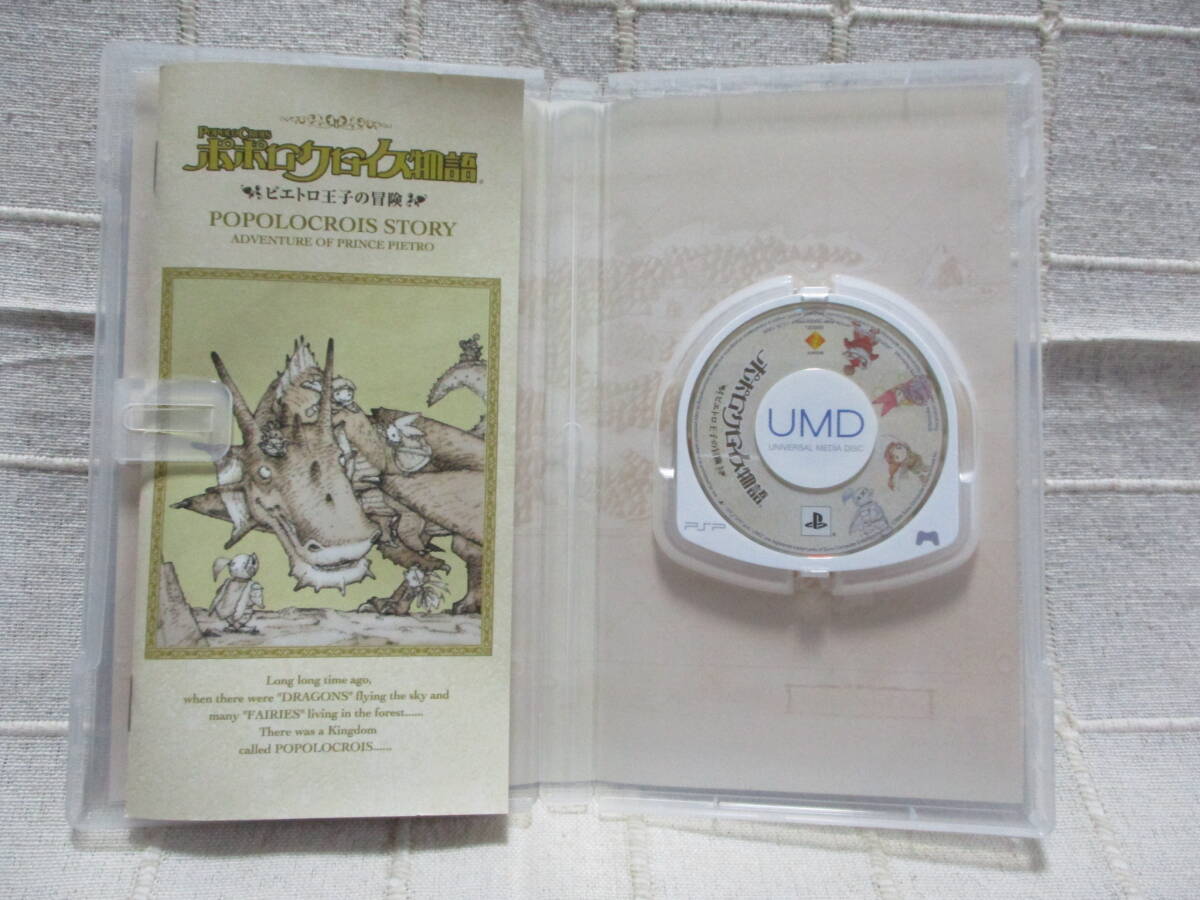 POPOLOCROIS
ポポロクロイス物語
ピエトロ王子の冒険
POPOLOCROIS STORY
ADVENTURE OF PRINCE PIETRO
Long long time ago,
when there were "DRAGONS" flying the sky and
many "FAIRIES" living in the forest......
There was a Kingdom
called POPOLOCROIS......
ポポロクロイス物語
ピエトロ王子の冒険
UMD
UNIVERSAL MEDIA DISC
PSP